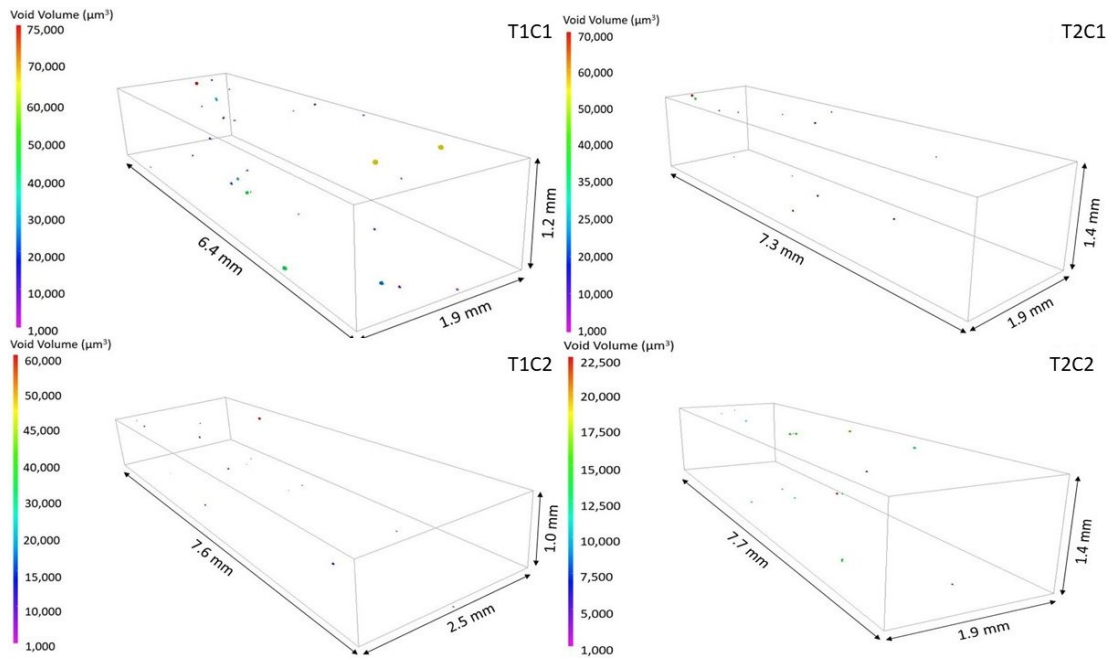 Void Volume (µm³)
T1C1
75,000
70,000
60,000
50,000
40,000
30,000
20,000
10,000
1,000
6.4 mm
1.9 mm
1.2 mm
Void Volume (µm³)
T2C1
70,000
60,000
50,000
40,000
35,000
25,000
20,000
10,000
1,000
7.3 mm
1.9 mm
1.4 mm
Void Volume (µm³)
T1C2
60,000
50,000
45,000
40,000
30,000
20,000
15,000
10,000
1,000
7.6 mm
2.5 mm
1.0 mm
Void Volume (µm³)
T2C2
22,500
20,000
17,500
15,000
12,500
10,000
7,500
5,000
1,000
7.7 mm
1.9 mm
1.4 mm